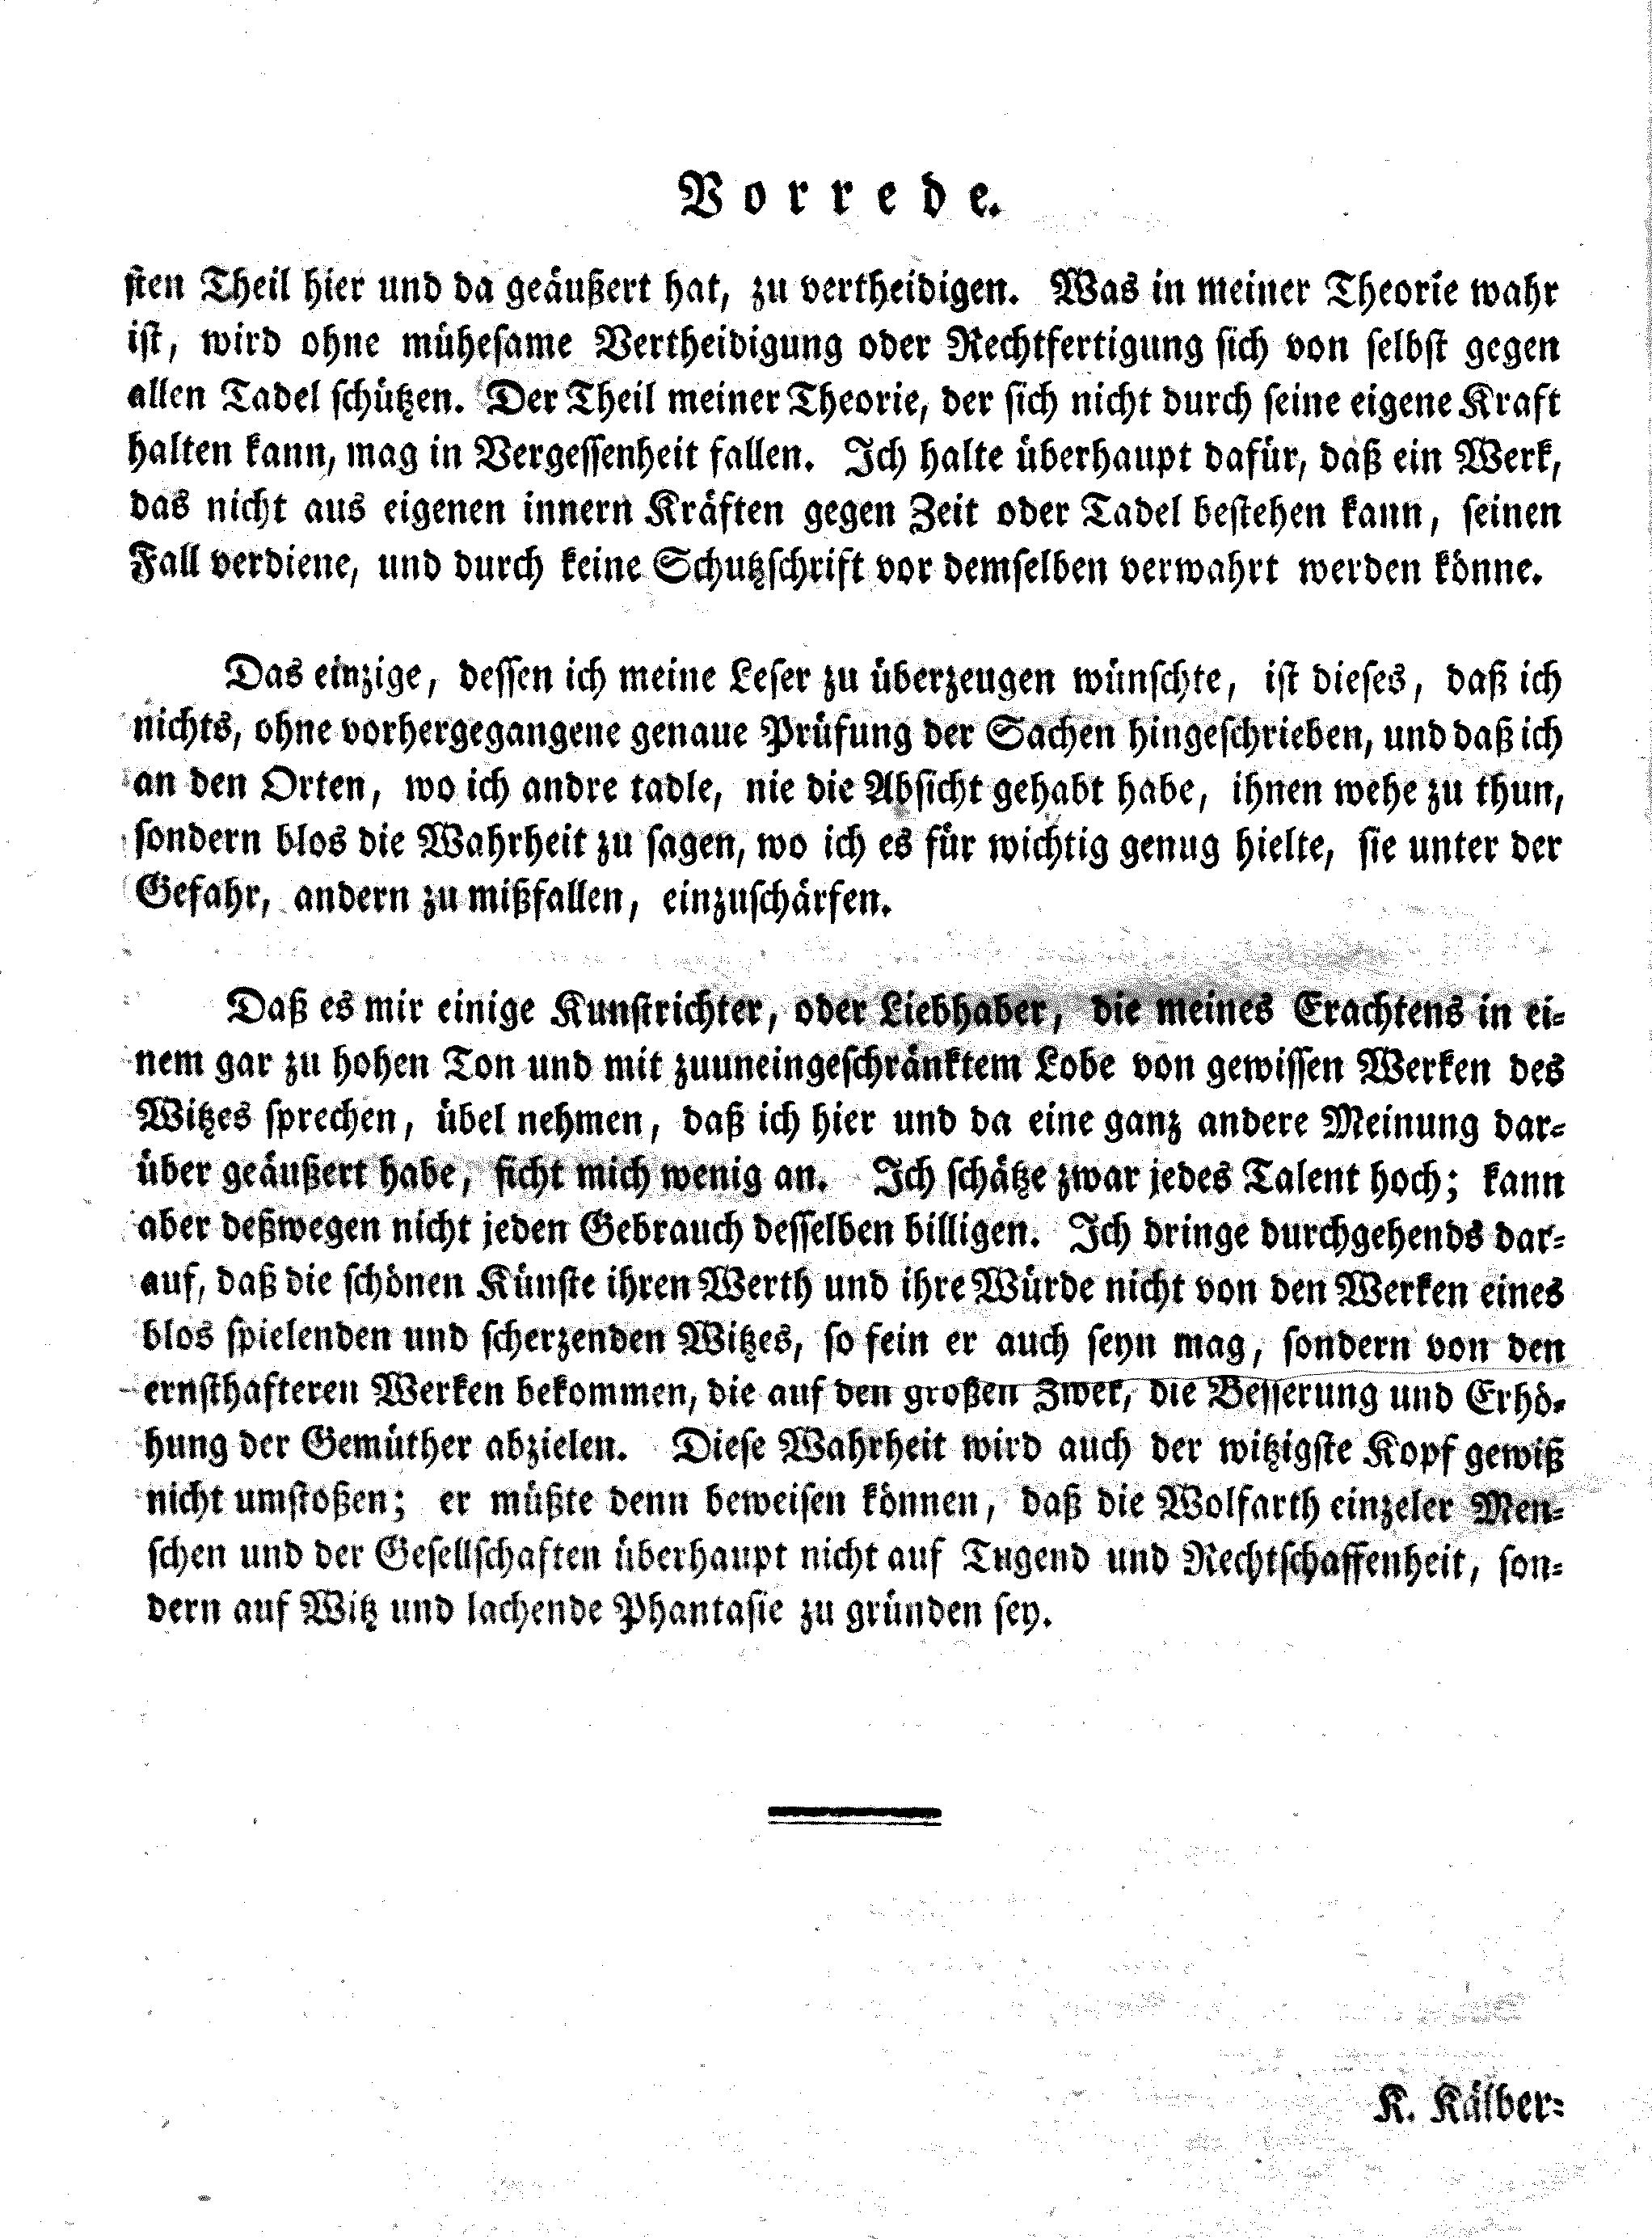 Vorrede.
sten Theil hier und da geäußert hat, zu vertheidigen. Was in meiner Theorie wahr
ist, wird ohne mühesame Vertheidigung oder Rechtfertigung sich von selbst gegen
allen Tadel schützen. Der Theil meiner Theorie, der sich nicht durch seine eigene Kraft
halten kann, mag in Vergessenheit fallen. Ich halte überhaupt dafür, daß ein Werk,
das nicht aus eigenen innern Kräften gegen Zeit oder Tadel bestehen kann, seinen
Fall verdiene, und durch keine Schutzschrift vor demselben verwahrt werden könne.
Das einzige, dessen ich meine Leser zu überzeugen wünschte, ist dieses, daß ich
nichts, ohne vorhergegangene genaue Prüfung der Sachen hingeschrieben, und daß ich
an den Orten, wo ich andre tadle, nie die Absicht gehabt habe, ihnen wehe zu thun,
sondern blos die Wahrheit zu sagen, wo ich es für wichtig genug hielte, sie unter der
Gefahr, andern zu mißfallen, einzuschärfen.
Daß es mir einige Kunstrichter, oder Liebhaber, die meines Erachtens in ei-
nem gar zu hohen Ton und mit zuuneingeschränktem Lobe von gewissen Werken des
Witzes sprechen, übel nehmen, daß ich hier und da eine ganz andere Meinung dar-
über geäußert habe, ficht mich wenig an. Ich schätze zwar jedes Talent hoch; kann
aber deßwegen nicht jeden Gebrauch desselben billigen. Ich dringe durchgehends dar-
auf, daß die schönen Künste ihren Werth und ihre Würde nicht von den Werken eines
blos spielenden und scherzenden Witzes, so fein er auch seyn mag, sondern von den
ernsthafteren Werken bekommen, die auf den großen Zwek, die Besserung und Erhö-
hung der Gemüther abzielen. Diese Wahrheit wird auch der witzigste Kopf gewiß
nicht umstoßen; er müßte denn beweisen können, daß die Wolfarth einzeler Men-
schen und der Gesellschaften überhaupt nicht auf Tugend und Rechtschaffenheit, son-
dern auf Witz und lachende Phantasie zu gründen sey.
K. Kälber-